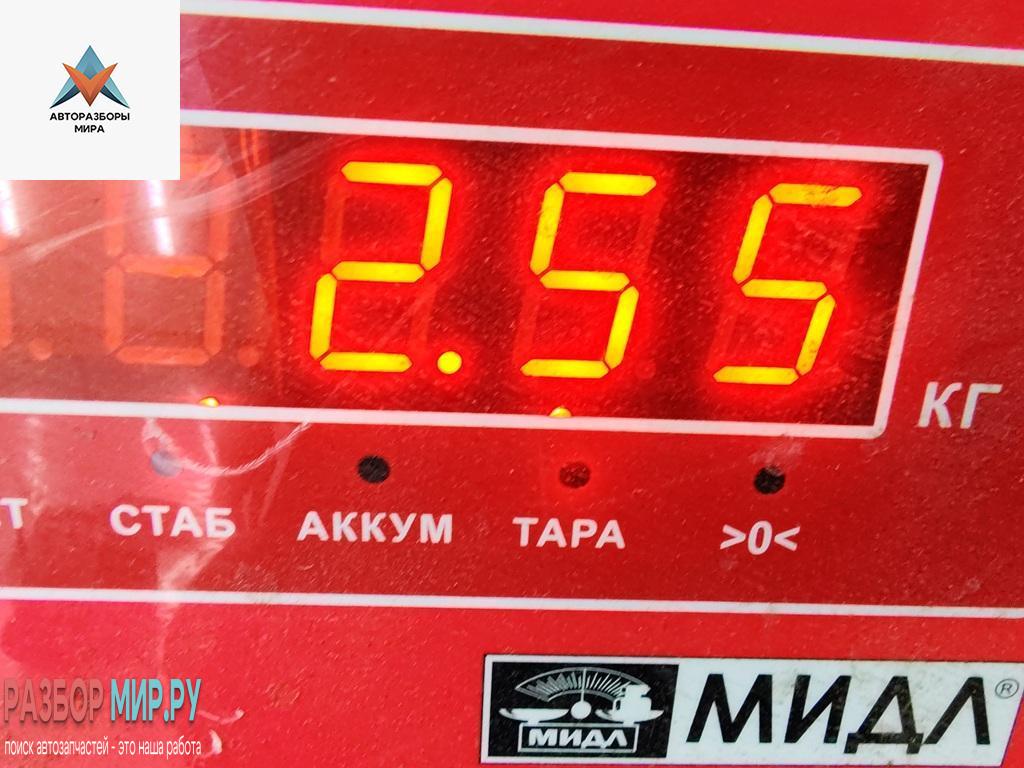 АВТОРАЗБОРЫ
МИРА
2.55
КГ
СТАБ АККУМ ТАРА >0<
РАЗБОР МИР.РУ
поиск автозапчастей - это наша работа
МИДЛ МИДЛ®